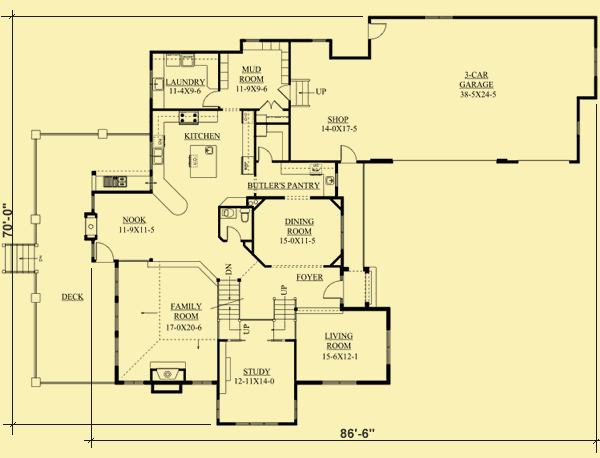 MUD
ROOM
11-9X9-6
LAUNDRY
11-4X9-6
3-CAR
GARAGE
38-5X24-5
UP
SHOP
14-0X17-5
KITCHEN
BUTLER'S PANTRY
NOOK
11-9X11-5
DINING
ROOM
15-0X11-5
70'-0"
DN
FOYER
UP
DECK
FAMILY
ROOM
17-0X20-6
UP
LIVING
ROOM
15-6X12-1
STUDY
12-11X14-0
86'-6"